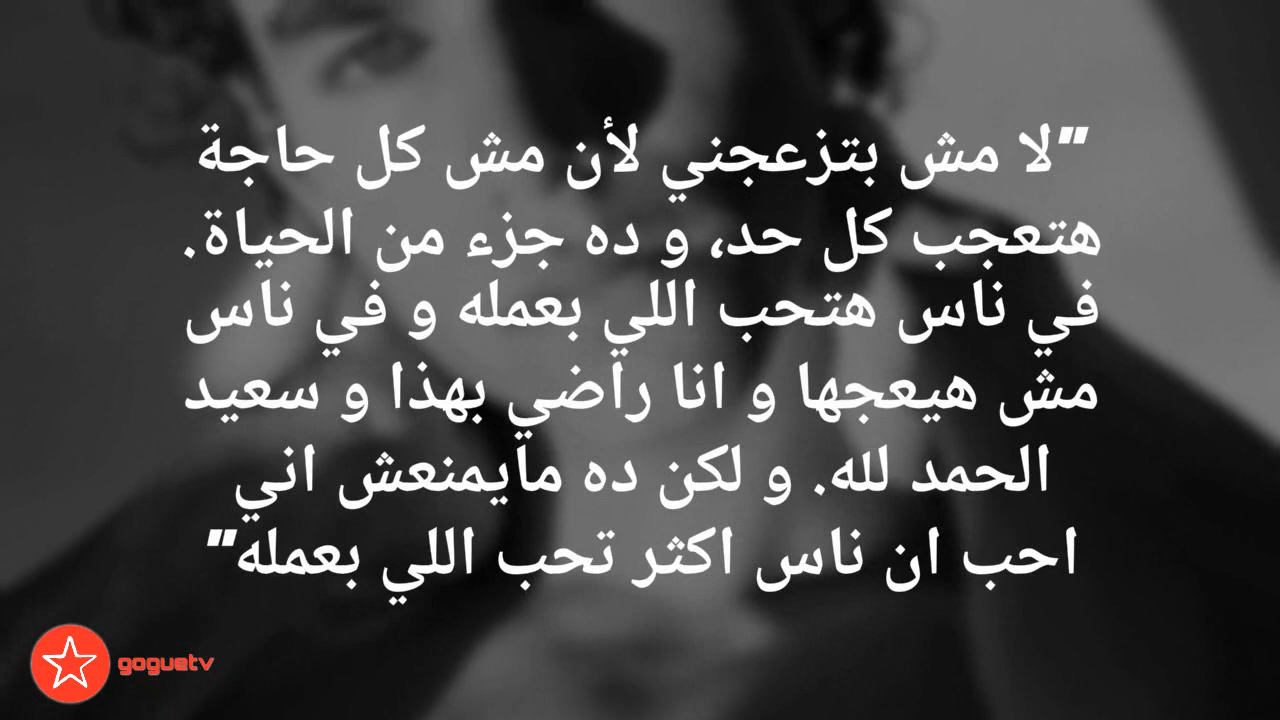 "لا مش بتزعجني لأن مش كل حاجة
هتعجب كل حد، و ده جزء من الحياة.
في ناس هتحب اللي بعمله و في ناس
مش هيعجها و انا راضي بهذا و سعيد
الحمد لله. و لكن ده مايمنعش اني
احب ان ناس اكثر تحب اللي بعمله"
goguetv